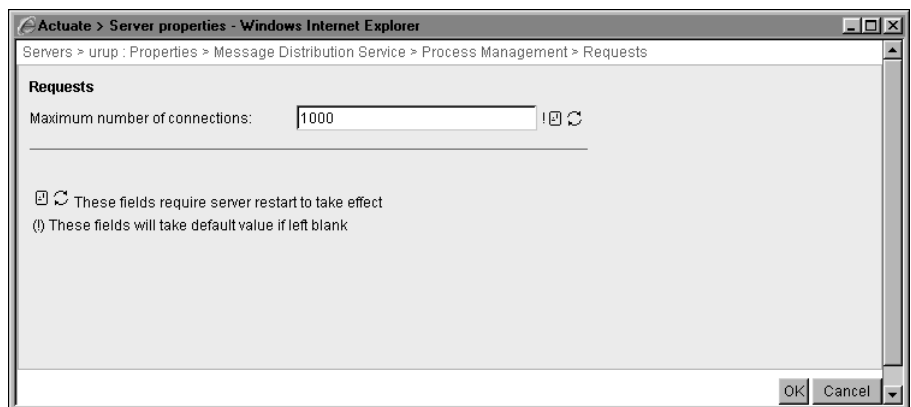 Actuate > Server properties - Windows Internet Explorer
Servers > urup : Properties > Message Distribution Service > Process Management > Requests
Requests
Maximum number of connections: 1000 !
These fields require server restart to take effect
(!) These fields will take default value if left blank
OK Cancel